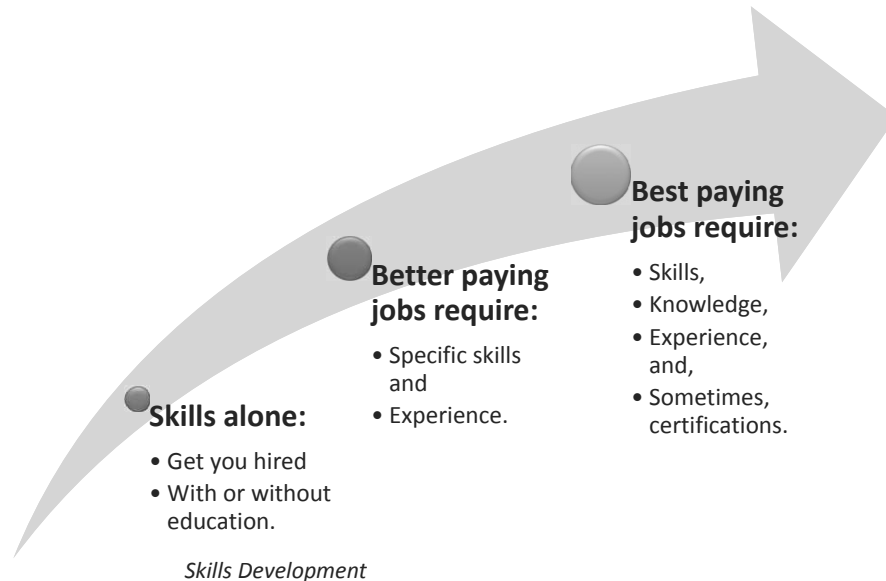 Skills alone:
• Get you hired
• With or without
education.
Better paying
jobs require:
• Specific skills
and
• Experience.
Best paying
jobs require:
• Skills,
• Knowledge,
• Experience,
and,
• Sometimes,
certifications.
Skills Development